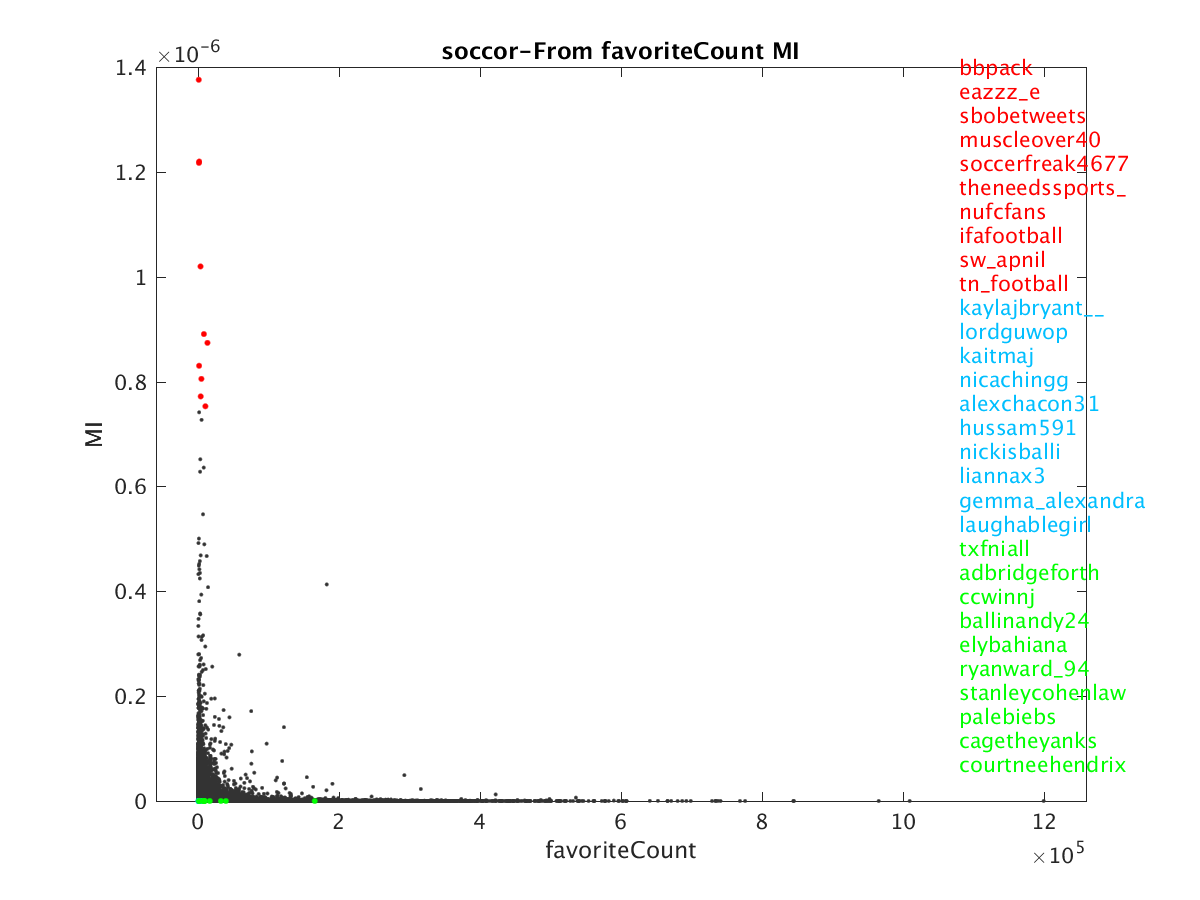 soccor-From favoriteCount MI
×10^-6
1.4
1.2
1
0.8
0.6
0.4
0.2
0
MI
0 2 4 6 8 10 12
×10^5
favoriteCount
bbpack
eazzz_e
sbobetweets
muscleover40
soccerfreak4677
theneedssports_
nufcfans
ifafootball
sw_apnil
tn_football
kaylajbryant__
lordguwop
kaitmaj
nicachingg
alexchacon31
hussam591
nickisballi
liannax3
gemma_alexandra
laughablegirl
txfniall
adbridgeforth
ccwinnj
ballinandy24
elybahiana
ryanward_94
stanleycohenlaw
palebiebs
cagetheyanks
courtneehendrix